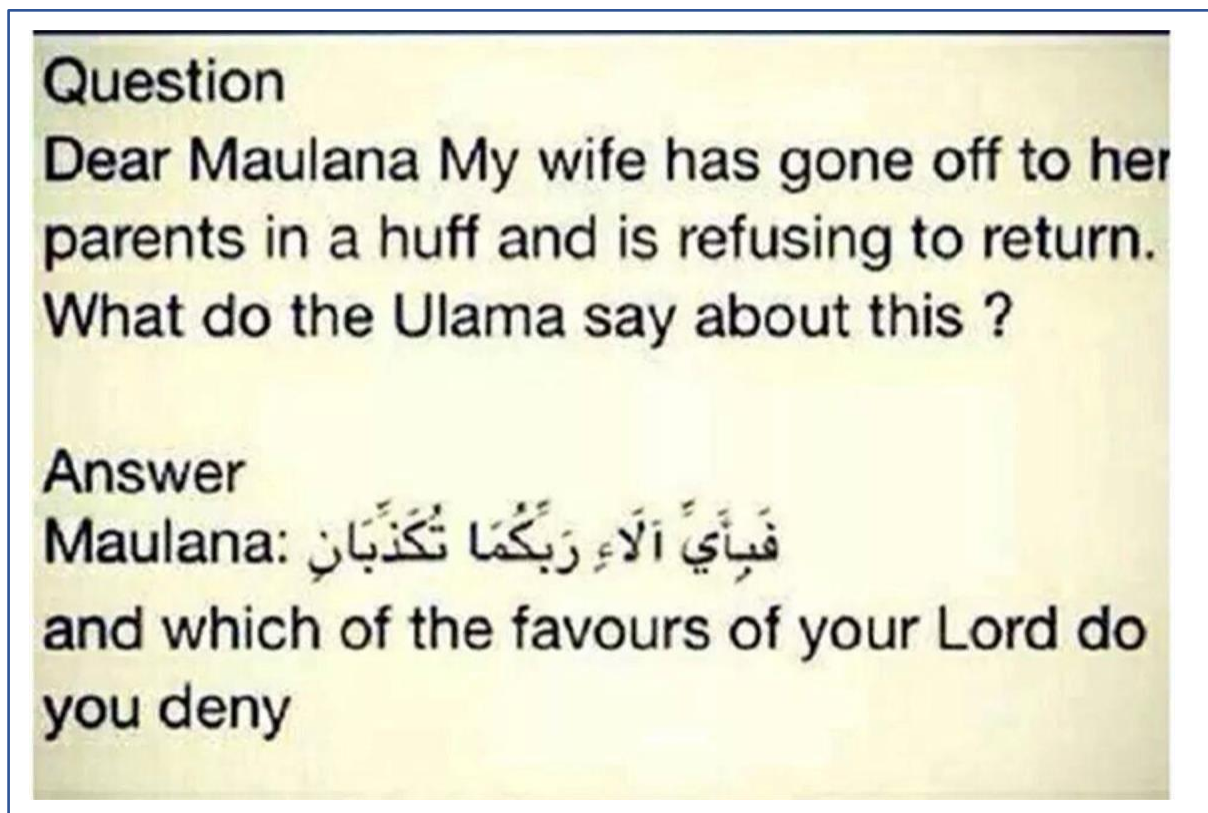 Question
Dear Maulana My wife has gone off to her
parents in a huff and is refusing to return.
What do the Ulama say about this ?
Answer
Maulana: فَبِأَيِّ آلَاءِ رَبِّكُمَا تُكَذِّبَانِ
and which of the favours of your Lord do
you deny